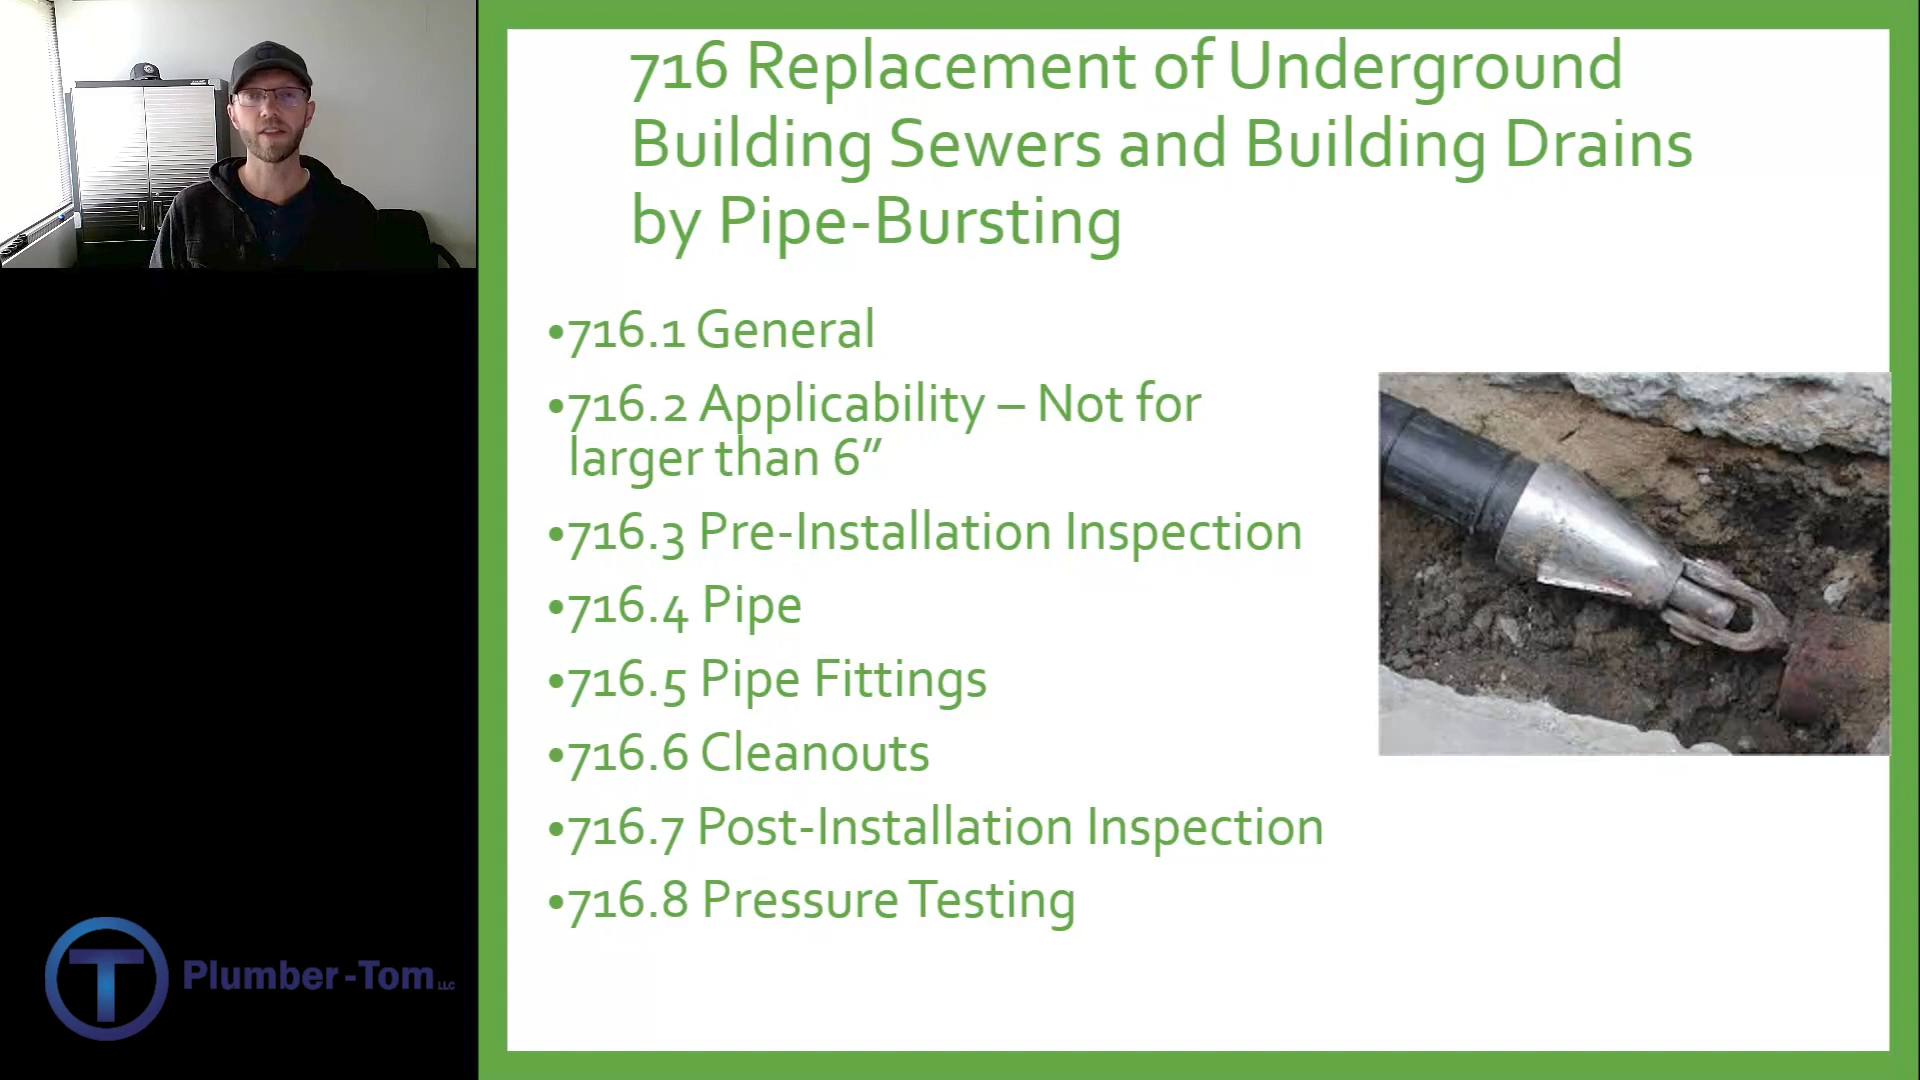 716 Replacement of Underground
Building Sewers and Building Drains
by Pipe-Bursting
•716.1 General
•716.2 Applicability – Not for
larger than 6”
•716.3 Pre-Installation Inspection
•716.4 Pipe
•716.5 Pipe Fittings
•716.6 Cleanouts
•716.7 Post-Installation Inspection
•716.8 Pressure Testing
T Plumber-Tom LLC